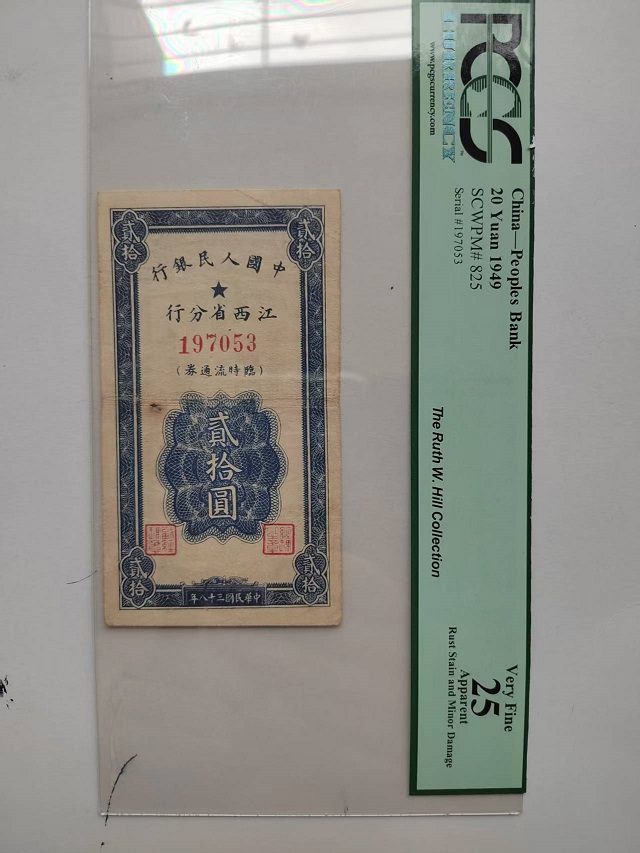 貳拾
貳拾
行銀民人國中
★
行分省西江
197053
（券通流時臨）
貳拾圓
貳拾
貳拾
年八十三國民華中
PCGS
CURRENCY
™
www.pcgscurrency.com
China—Peoples Bank
20 Yuan 1949
SCWPM# 825
Serial #197053
The Ruth W. Hill Collection
Very Fine
25
Apparent
Rust Stain and Minor Damage